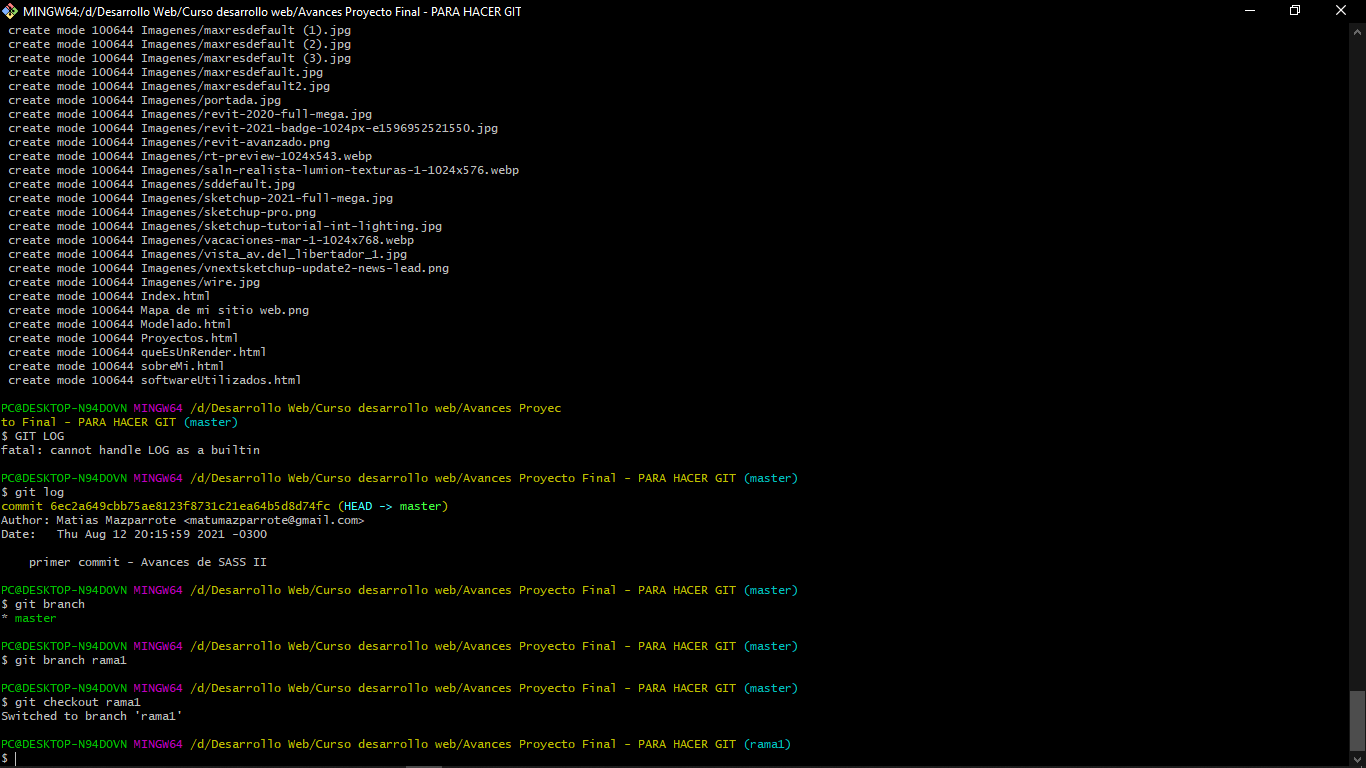 MINGW64:/d/Desarrollo Web/Curso desarrollo web/Avances Proyecto Final - PARA HACER GIT
create mode 100644 Imagenes/maxresdefault (1).jpg
create mode 100644 Imagenes/maxresdefault (2).jpg
create mode 100644 Imagenes/maxresdefault (3).jpg
create mode 100644 Imagenes/maxresdefault.jpg
create mode 100644 Imagenes/maxresdefault2.jpg
create mode 100644 Imagenes/portada.jpg
create mode 100644 Imagenes/revit-2020-full-mega.jpg
create mode 100644 Imagenes/revit-2021-badge-1024px-e1596952521550.jpg
create mode 100644 Imagenes/revit-avanzado.png
create mode 100644 Imagenes/rt-preview-1024x543.webp
create mode 100644 Imagenes/saln-realista-lumion-texturas-1-1024x576.webp
create mode 100644 Imagenes/sddefault.jpg
create mode 100644 Imagenes/sketchup-2021-full-mega.jpg
create mode 100644 Imagenes/sketchup-pro.png
create mode 100644 Imagenes/sketchup-tutorial-int-lighting.jpg
create mode 100644 Imagenes/vacaciones-mar-1-1024x768.webp
create mode 100644 Imagenes/vista_av.del_libertador_1.jpg
create mode 100644 Imagenes/vnextsketchup-update2-news-lead.png
create mode 100644 Imagenes/wire.jpg
create mode 100644 Index.html
create mode 100644 Mapa de mi sitio web.png
create mode 100644 Modelado.html
create mode 100644 Proyectos.html
create mode 100644 queEsUnRender.html
create mode 100644 sobreMi.html
create mode 100644 softwareUtilizados.html
PC@DESKTOP-N94DOVN MINGW64 /d/Desarrollo Web/Curso desarrollo web/Avances Proyec
to Final - PARA HACER GIT (master)
$ GIT LOG
fatal: cannot handle LOG as a builtin
PC@DESKTOP-N94DOVN MINGW64 /d/Desarrollo Web/Curso desarrollo web/Avances Proyecto Final - PARA HACER GIT (master)
$ git log
commit 6ec2a649cbb75ae8123f8731c21ea64b5d8d74fc (HEAD -> master)
Author: Matias Mazparrote <matumazparrote@gmail.com>
Date:   Thu Aug 12 20:15:59 2021 -0300
primer commit - Avances de SASS II
PC@DESKTOP-N94DOVN MINGW64 /d/Desarrollo Web/Curso desarrollo web/Avances Proyecto Final - PARA HACER GIT (master)
$ git branch
* master
PC@DESKTOP-N94DOVN MINGW64 /d/Desarrollo Web/Curso desarrollo web/Avances Proyecto Final - PARA HACER GIT (master)
$ git branch rama1
PC@DESKTOP-N94DOVN MINGW64 /d/Desarrollo Web/Curso desarrollo web/Avances Proyecto Final - PARA HACER GIT (master)
$ git checkout rama1
Switched to branch 'rama1'
PC@DESKTOP-N94DOVN MINGW64 /d/Desarrollo Web/Curso desarrollo web/Avances Proyecto Final - PARA HACER GIT (rama1)
$